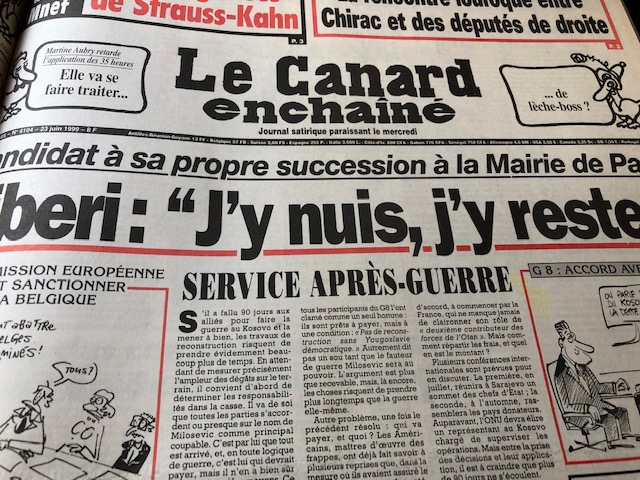 de Strauss-Kahn
P. 3
Chirac et des députés de droite
P. 2
Martine Aubry retarde
l'application des 35 heures
Elle va se
faire traiter...
Le Canard
enchaîné
Journal satirique paraissant le mercredi
... de
lèche-boss ?
N° 4104 – 23 juin 1999 – 8 F
à sa propre succession à la Mairie de
: "J'y nuis, j'y reste
EUROPÉENNE
SANCTIONNER
BELGIQUE
TOUS ?
SERVICE APRÈS-GUERRE
G 8 : ACCORD
ON PARLE
S'il a fallu 90 jours aux
alliés pour faire la
guerre au Kosovo et la
mener à bien, les travaux de
reconstruction risquent de
prendre évidemment beau-
coup plus de temps. En atten-
dant de mesurer précisément
l'ampleur des dégâts sur le ter-
rain, il convient d'abord de
déterminer les responsabili-
tés dans la casse. Il va de soi
que toutes les parties s'accor-
dent ou presque sur le nom de
Milosevic comme principal
coupable. C'est par lui que tout
est arrivé, et, en toute logique
de guerre, c'est lui qui devrait
payer, mais il n'en a bien sûr
tous les participants du G8 l'ont
clamé comme un seul homme :
ils sont prêts à payer, mais à
une condition : « Pas de recons-
truction sans Yougoslavie
démocratique. » Autrement dit
pas un sou tant que le fauteur
de guerre Milosevic sera au
pouvoir. L'argument est plus
que recevable, mais, là encore,
les choses risquent de prendre
plus longtemps que la guerre
elle-même.
Autre problème, une fois le
précédent résolu : qui va
payer, et quoi ? Les Améri-
cains, maîtres d'œuvre des
frappes, ont déjà fait savoir à
plusieurs reprises que, dans la
mesure où ils avaient assuré le
d'accord, à commencer par la
France, qui ne manque jamais
de claironner son rôle de
« deuxième contributeur des
forces de l'Otan ». Mais com-
ment répartir les frais, et quel
en est le montant ?
Plusieurs conférences inter-
nationales sont prévues pour
en discuter. La première, en
juillet, réunira à Sarajevo un
sommet des chefs d'Etat ; la
seconde, à l'automne, ras-
semblera les pays donateurs.
Auparavant, l'ONU devra élire
un représentant au Kosovo
chargé de superviser les
opérations. Mais entre la prise
des décisions et leur applica-
tion, il est à craindre que plus
de 90 jours ne s'écoulent.